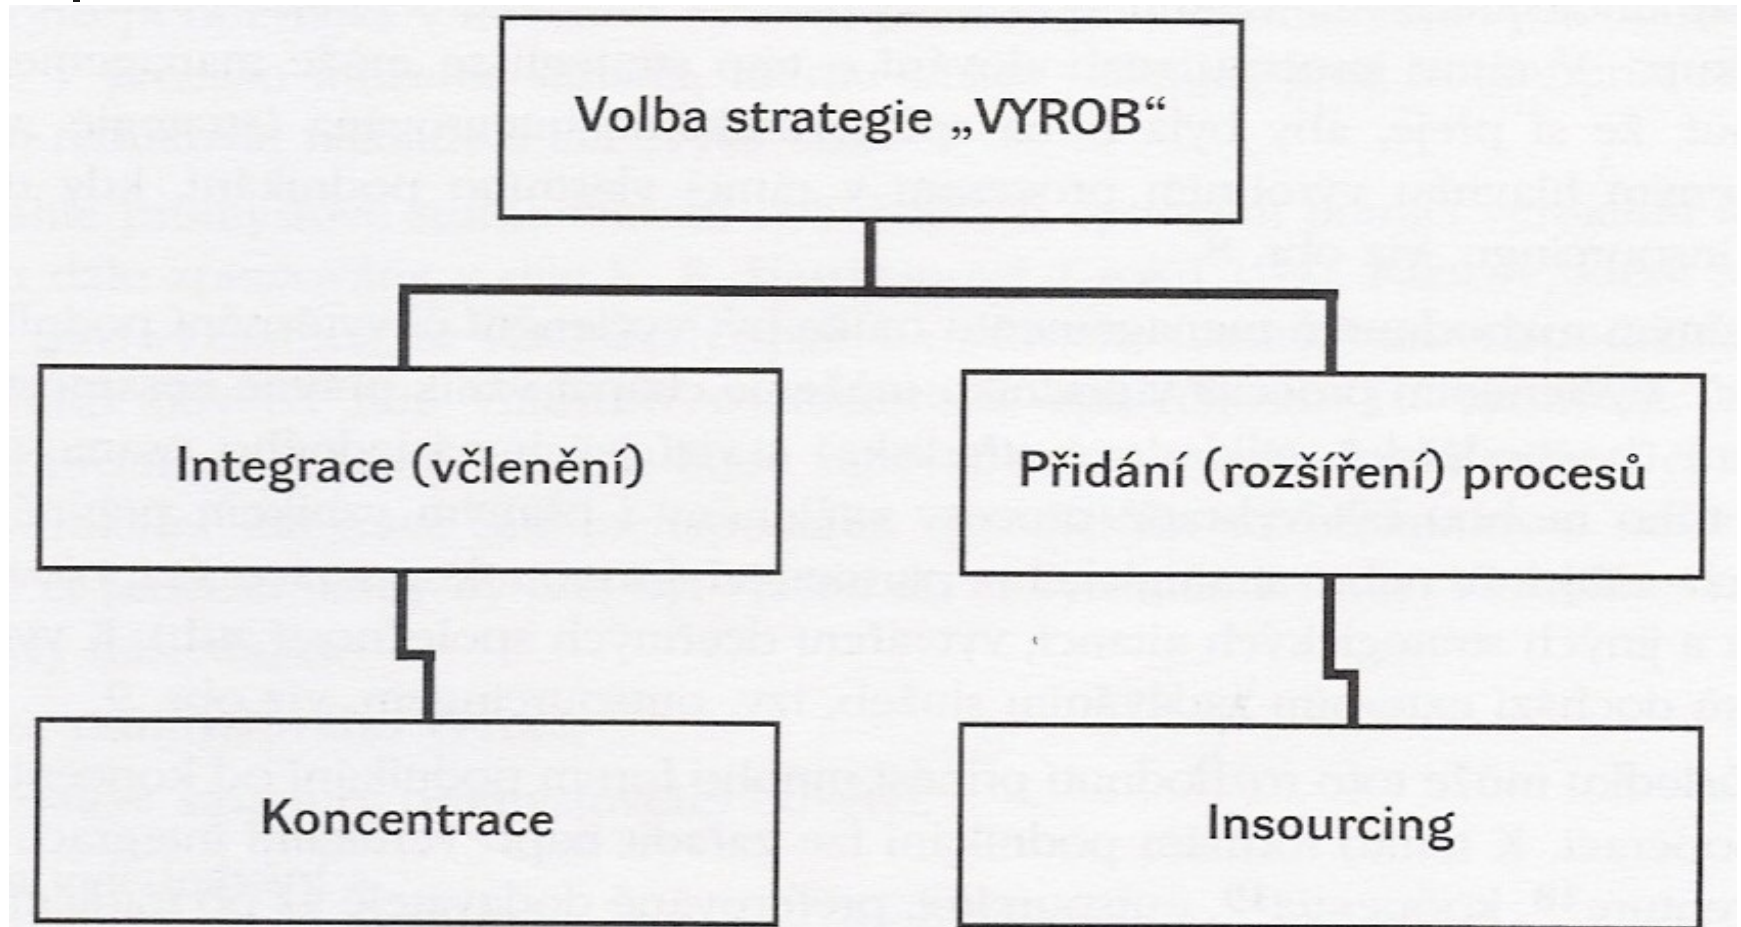 Volba strategie „VYROB“
Integrace (včlenění)
Přidání (rozšíření) procesů
Koncentrace
Insourcing